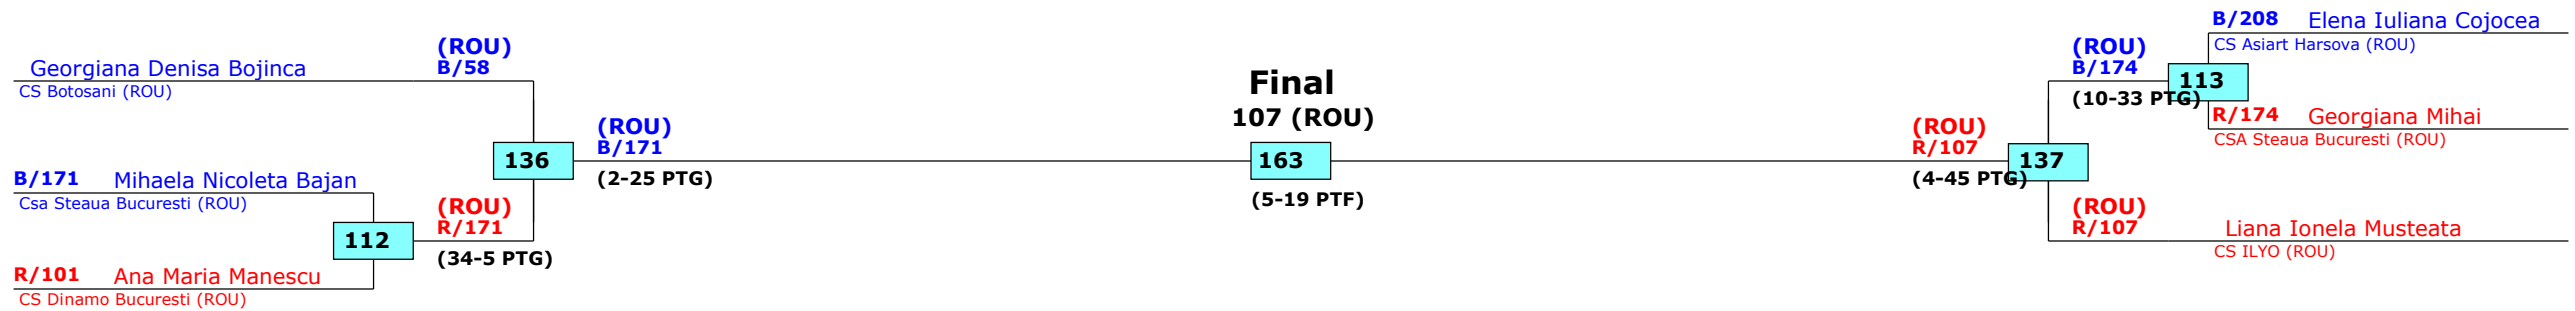 Georgiana Denisa Bojinca
CS Botosani (ROU)
(ROU)
B/58
B/171 Mihaela Nicoleta Bajan
Csa Steaua Bucuresti (ROU)
112
R/101 Ana Maria Manescu
CS Dinamo Bucuresti (ROU)
(ROU)
R/171
(34-5 PTG)
136
(ROU)
B/171
(2-25 PTG)
Final
107 (ROU)
163
(5-19 PTF)
(ROU)
R/107
(4-45 PTG)
137
(ROU)
B/174
(10-33 PTG)
113
B/208 Elena Iuliana Cojocea
CS Asiart Harsova (ROU)
R/174 Georgiana Mihai
CSA Steaua Bucuresti (ROU)
(ROU)
R/107
Liana Ionela Musteata
CS ILYO (ROU)